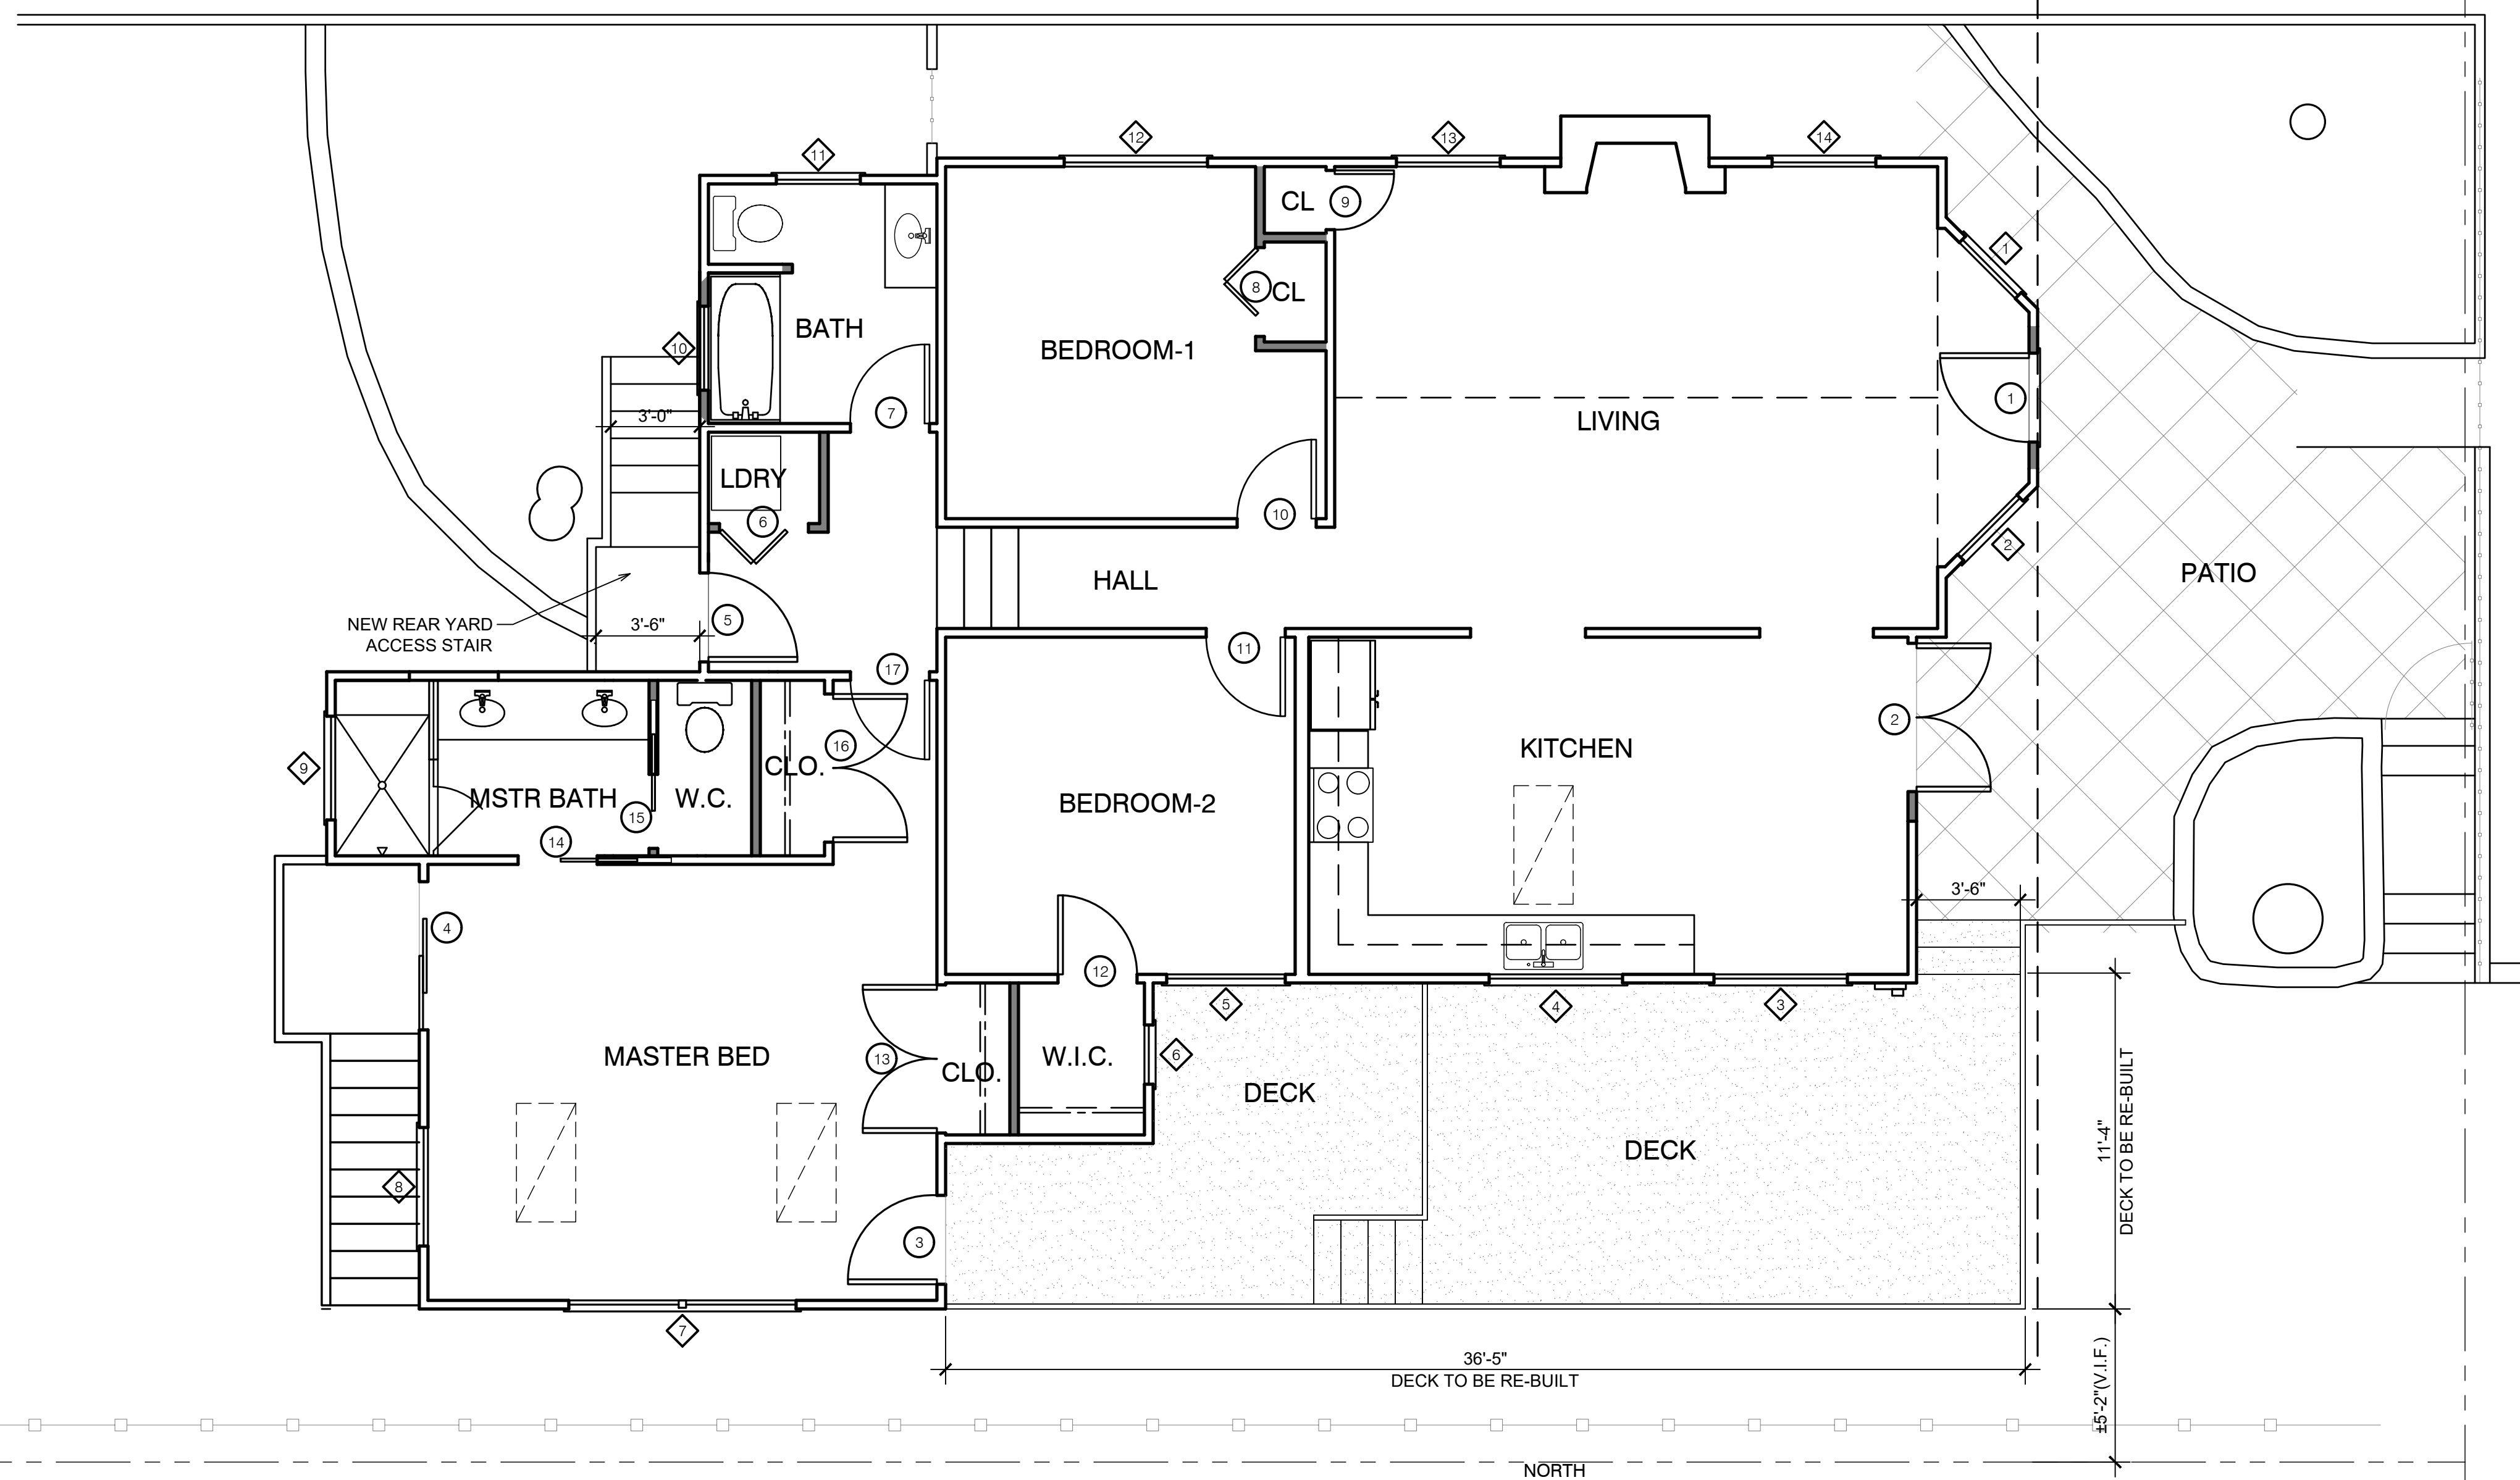 12
13
14
11
CL
9
1
8
CL
BATH
10
BEDROOM-1
1
7
3'-0"
LIVING
LDRY
6
10
2
HALL
PATIO
NEW REAR YARD
ACCESS STAIR
3'-6"
5
11
17
2
16
KITCHEN
9
CLO.
MSTR BATH
W.C.
BEDROOM-2
15
14
3'-6"
4
12
5
4
3
MASTER BED
13
CLO.
W.I.C.
6
DECK
DECK
11'-4"
DECK TO BE RE-BUILT
8
3
7
36'-5"
DECK TO BE RE-BUILT
±5'-2"(V.I.F.)
NORTH